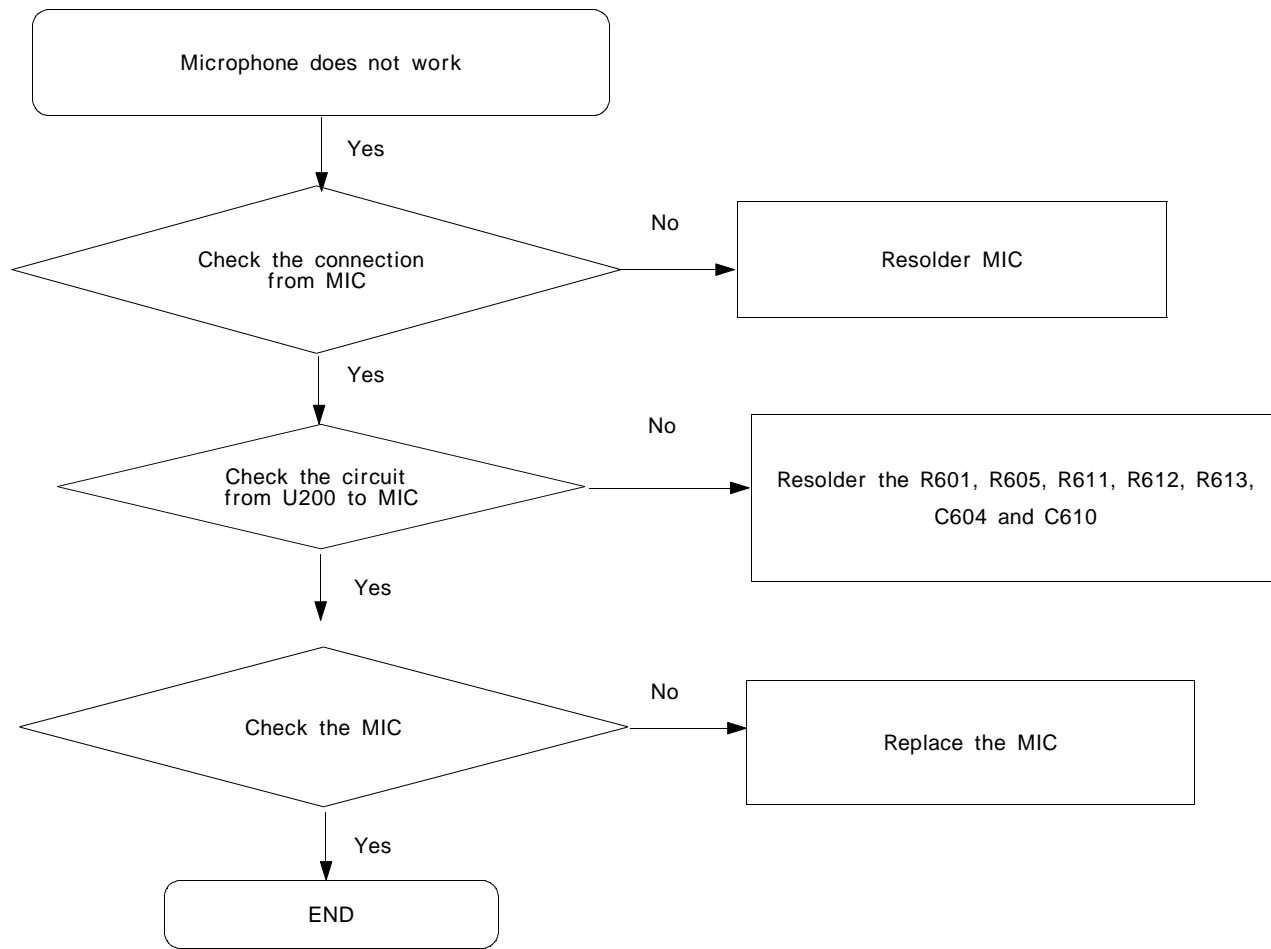 Microphone does not work
Yes
Check the connection
from MIC
No
Resolder MIC
Yes
Check the circuit
from U200 to MIC
No
Resolder the R601, R605, R611, R612, R613,
C604 and C610
Yes
Check the MIC
No
Replace the MIC
Yes
END